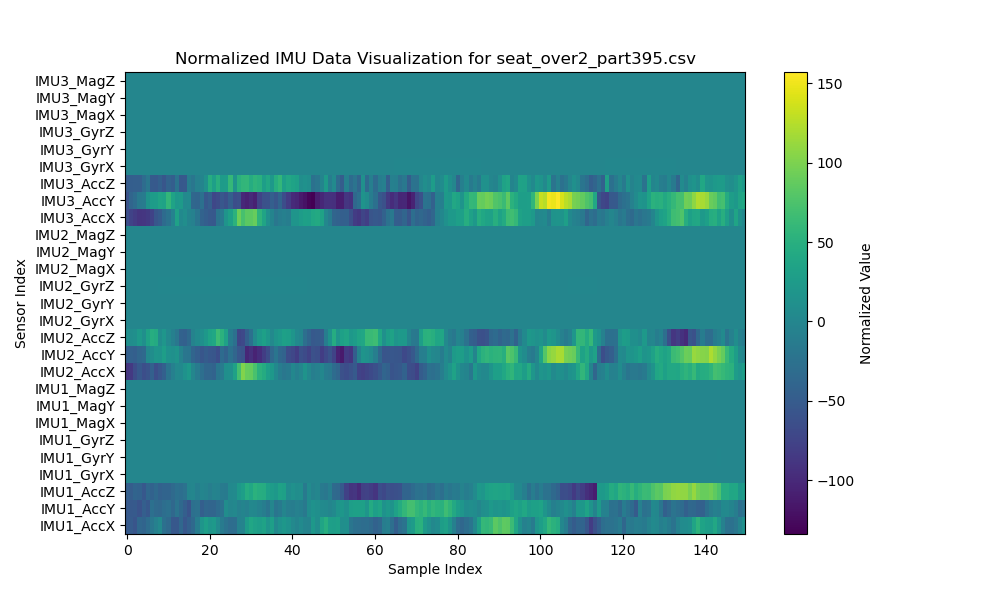 Normalized IMU Data Visualization for seat_over2_part395.csv
IMU3_MagZ
IMU3_MagY
IMU3_MagX
IMU3_GyrZ
IMU3_GyrY
IMU3_GyrX
IMU3_AccZ
IMU3_AccY
IMU3_AccX
IMU2_MagZ
IMU2_MagY
IMU2_MagX
IMU2_GyrZ
IMU2_GyrY
IMU2_GyrX
IMU2_AccZ
IMU2_AccY
IMU2_AccX
IMU1_MagZ
IMU1_MagY
IMU1_MagX
IMU1_GyrZ
IMU1_GyrY
IMU1_GyrX
IMU1_AccZ
IMU1_AccY
IMU1_AccX
Sensor Index
0 20 40 60 80 100 120 140
Sample Index
150
100
50
0
−50
−100
Normalized Value